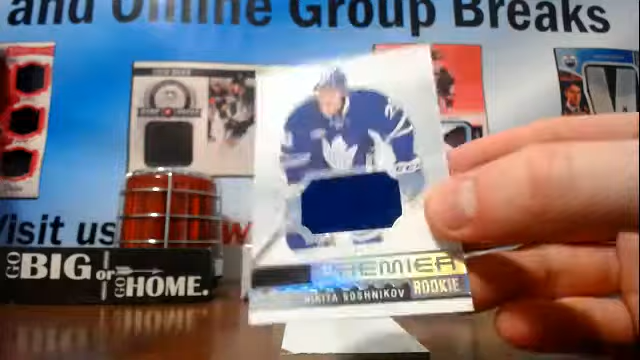 and Online Group Breaks
Visit us
GO BIG or
GO HOME.
PREMIER
NIKITA SOSHNIKOV ROOKIE